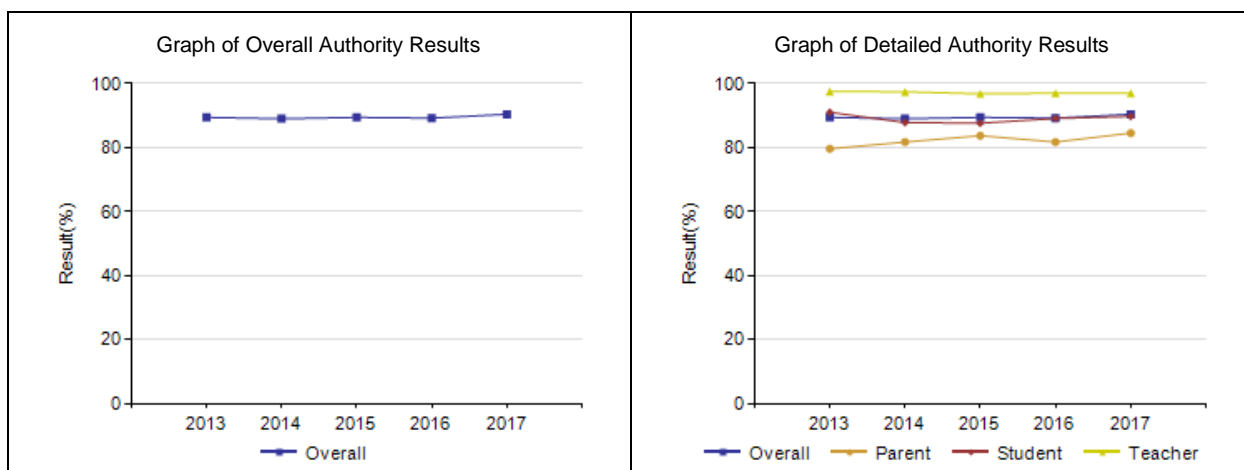 Graph of Overall Authority Results
100
80
60
40
20
0
Result(%)
2013 2014 2015 2016 2017
Overall
Graph of Detailed Authority Results
100
80
60
40
20
0
Result(%)
2013 2014 2015 2016 2017
Overall Parent Student Teacher